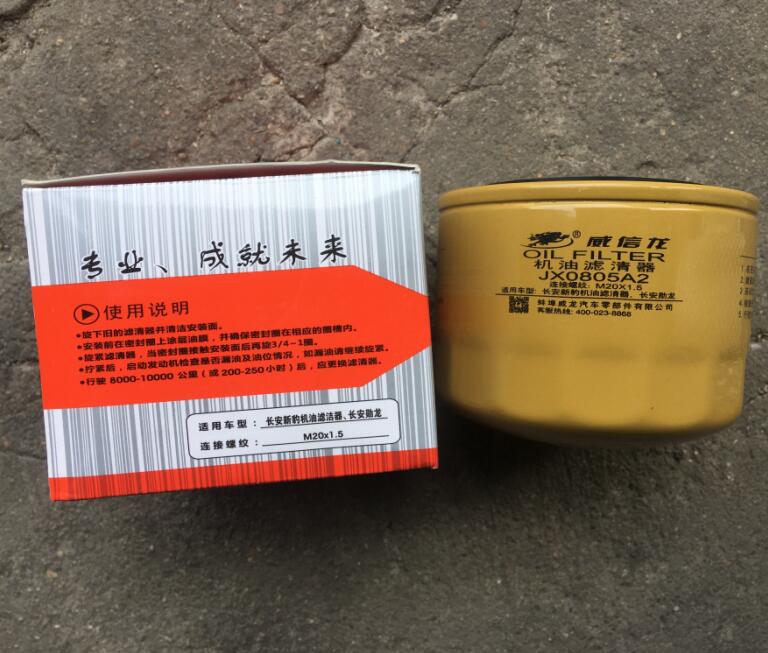 专业、成就未来
使用说明
•旋下旧的滤清器并清洁安装面。
•安装前在密封圈上涂层油膜，并确保密封圈在相应的圈槽内。
•旋紧滤清器，当密封圈接触安装面后再旋3/4-1圈。
•拧紧后，启动发动机检查是否漏油及油位情况，如漏油请继续旋紧。
•行驶 8000-10000 公里（或 200-250小时）后，应更换滤清器。
适用车型： 长安新豹机油滤洁器、长安勋龙
连接螺纹： M20x1.5
® 威信龙
OIL FILTER
机油滤清器
JX0805A2
连接螺纹: M20X1.5
适用车型: 长安新豹机油滤清器、长安勋龙
蚌埠威龙汽车零部件有限公司
客服热线: 400-023-8868